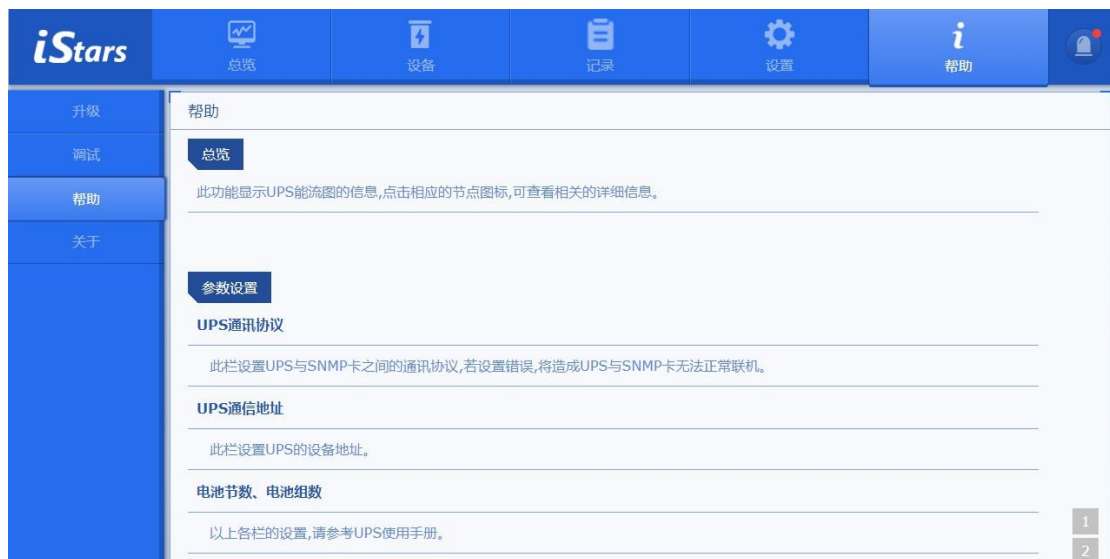 iStars
总览
设备
记录
设置
帮助
升级
调试
帮助
关于
帮助
总览
此功能显示UPS能流图的信息,点击相应的节点图标,可查看相关的详细信息。
参数设置
UPS通讯协议
此栏设置UPS与SNMP卡之间的通讯协议,若设置错误,将造成UPS与SNMP卡无法正常联机。
UPS通信地址
此栏设置UPS的设备地址。
电池节数、电池组数
以上各栏的设置,请参考UPS使用手册。
1
2